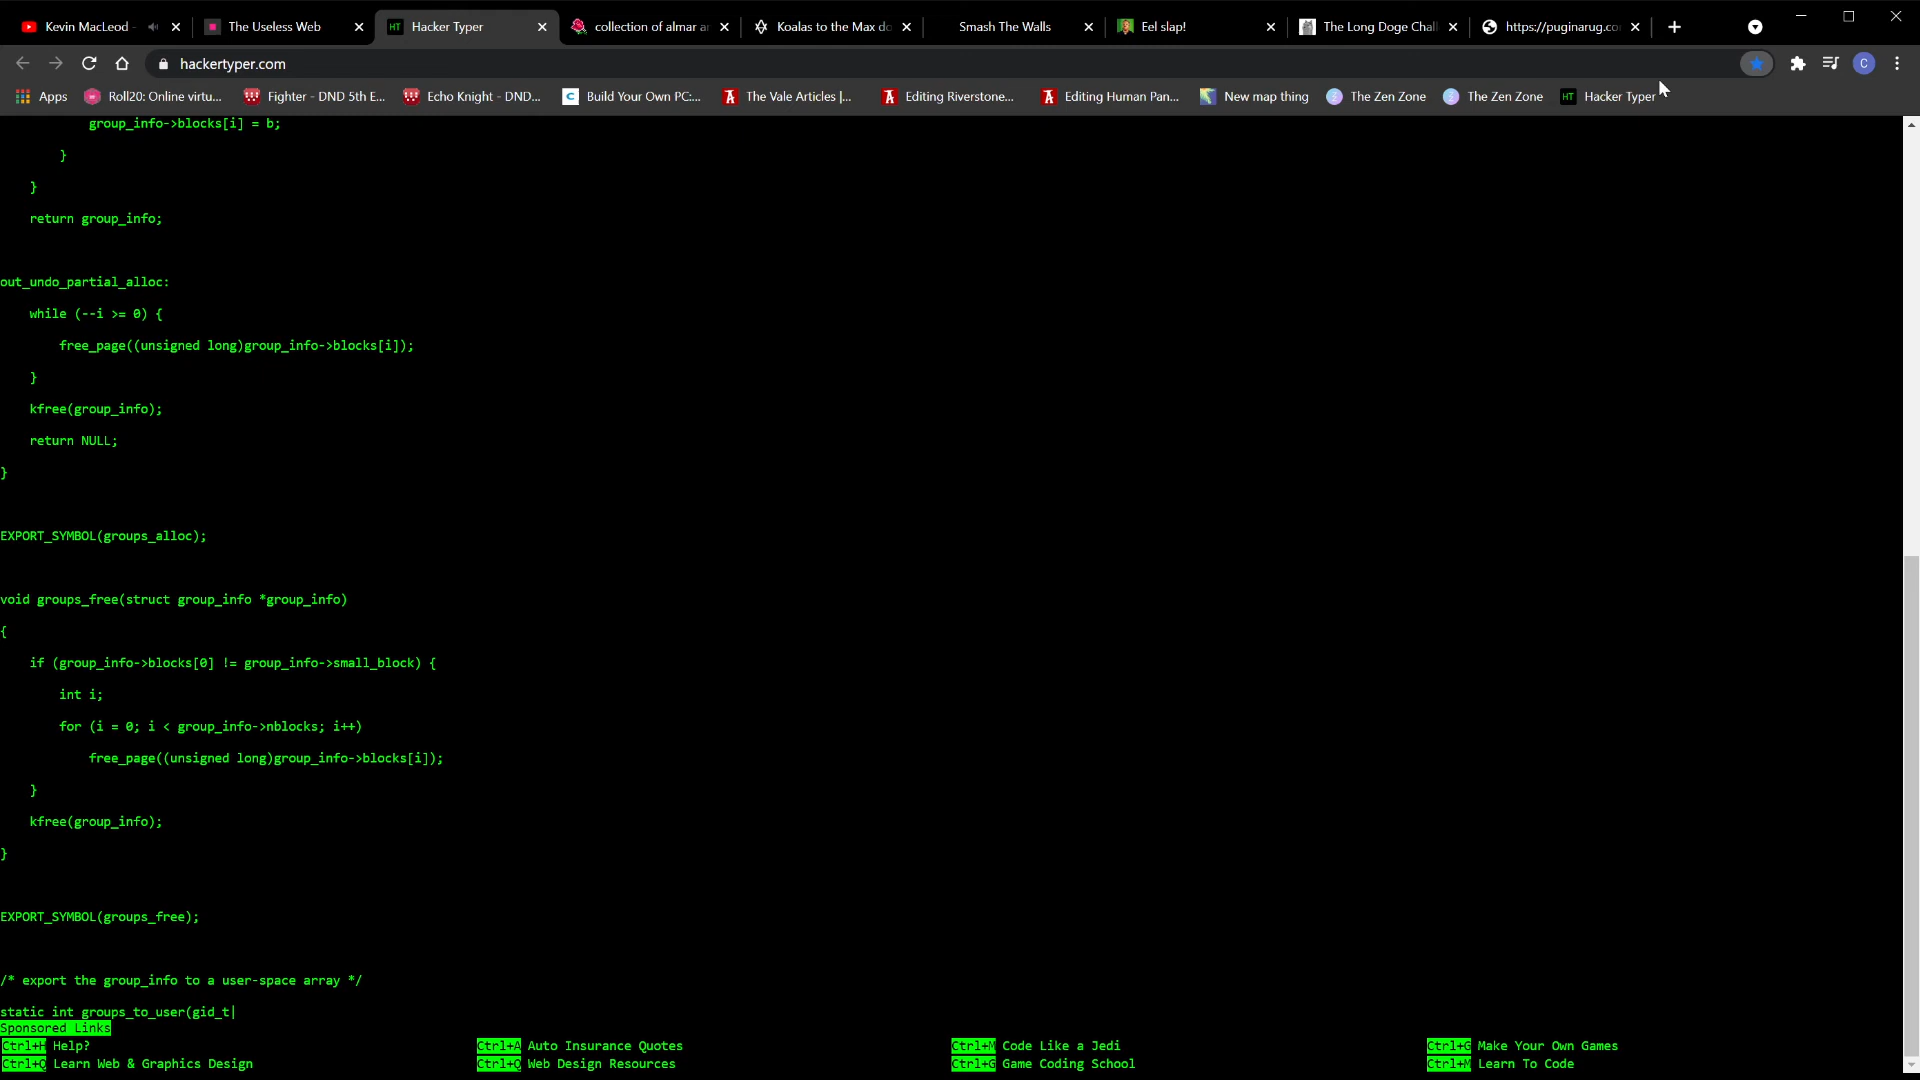 Kevin MacLeod -
The Useless Web
HT Hacker Typer
collection of almar ar
Koalas to the Max do
Smash The Walls
Eel slap!
The Long Doge Chall
https://puginarug.co
hackertyper.com
C
Apps
Roll20: Online virtu...
Fighter - DND 5th E...
Echo Knight - DND...
C Build Your Own PC:...
A The Vale Articles |...
A Editing Riverstone...
A Editing Human Pan...
New map thing
The Zen Zone
The Zen Zone
HT Hacker Typer
group_info->blocks[i] = b;
}
}
return group_info;
out_undo_partial_alloc:
while (--i >= 0) {
free_page((unsigned long)group_info->blocks[i]);
}
kfree(group_info);
return NULL;
}
EXPORT_SYMBOL(groups_alloc);
void groups_free(struct group_info *group_info)
{
if (group_info->blocks[0] != group_info->small_block) {
int i;
for (i = 0; i < group_info->nblocks; i++)
free_page((unsigned long)group_info->blocks[i]);
}
kfree(group_info);
}
EXPORT_SYMBOL(groups_free);
/* export the group_info to a user-space array */
static int groups_to_user(gid_t|
Sponsored Links
Ctrl+H Help? Ctrl+A Auto Insurance Quotes Ctrl+M Code Like a Jedi Ctrl+G Make Your Own Games
Ctrl+Q Learn Web & Graphics Design Ctrl+Q Web Design Resources Ctrl+G Game Coding School Ctrl+M Learn To Code